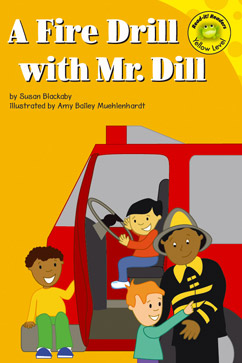 A Fire Drill
with Mr. Dill
Read-it! Readers
Yellow Level
by Susan Blackaby
Illustrated by Amy Bailey Muehlenhardt